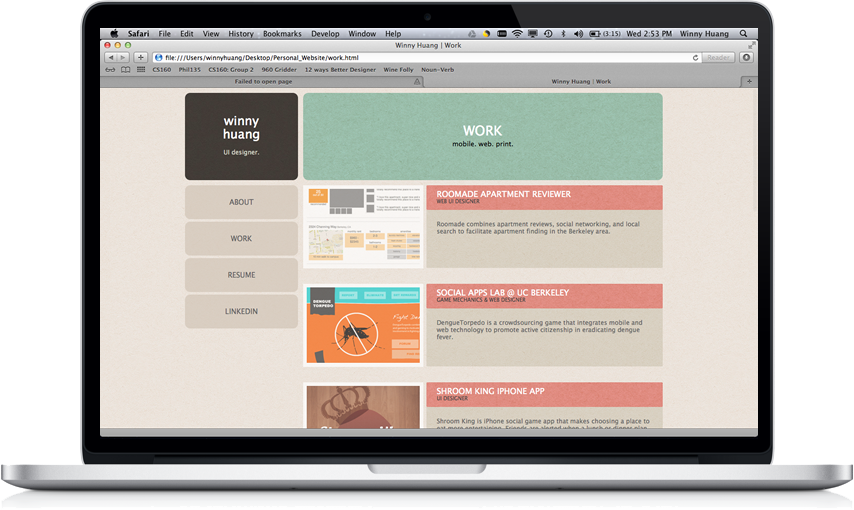 Safari File Edit View History Bookmarks Develop Window Help (3:15) Wed 2:53 PM Winny Huang
Winny Huang | Work
file:///Users/winnyhuang/Desktop/Personal_Website/work.html
Reader
CS160 Phil135 CS160: Group 2 960 Gridder 12 ways Better Designer Wine Folly Noun-Verb
Failed to open page
Winny Huang | Work
winny
huang
UI designer.
WORK
mobile. web. print.
ABOUT
WORK
RESUME
LINKEDIN
ROOMADE APARTMENT REVIEWER
WEB UI DESIGNER
Roomade combines apartment reviews, social networking, and local
search to facilitate apartment finding in the Berkeley area.
DENGUE
TORPEDO
SOCIAL APPS LAB @ UC BERKELEY
GAME MECHANICS & WEB DESIGNER
DengueTorpedo is a crowdsourcing game that integrates mobile and
web technology to promote active citizenship in eradicating dengue
fever.
SHROOM KING IPHONE APP
UI DESIGNER
Shroom King is iPhone social game app that makes choosing a place to